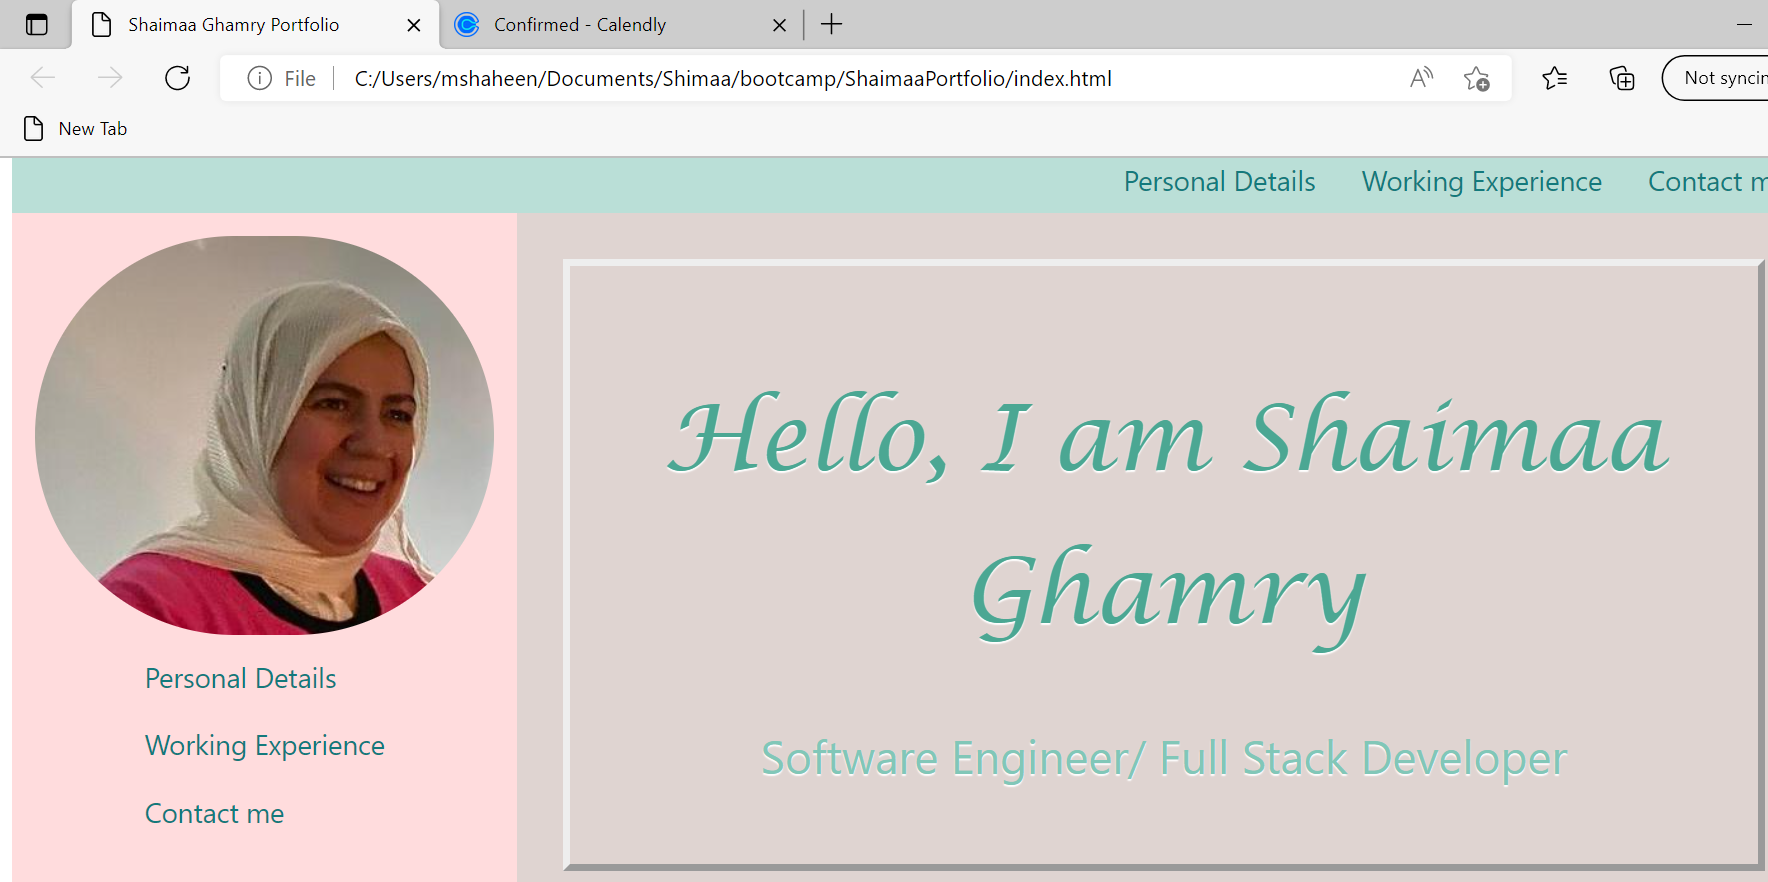 Shaimaa Ghamry Portfolio
Confirmed - Calendly
File
C:/Users/mshaheen/Documents/Shimaa/bootcamp/ShaimaaPortfolio/index.html
Not syncin
New Tab
Personal Details Working Experience Contact m
Hello, I am Shaimaa
Ghamry
Software Engineer/ Full Stack Developer
Personal Details
Working Experience
Contact me